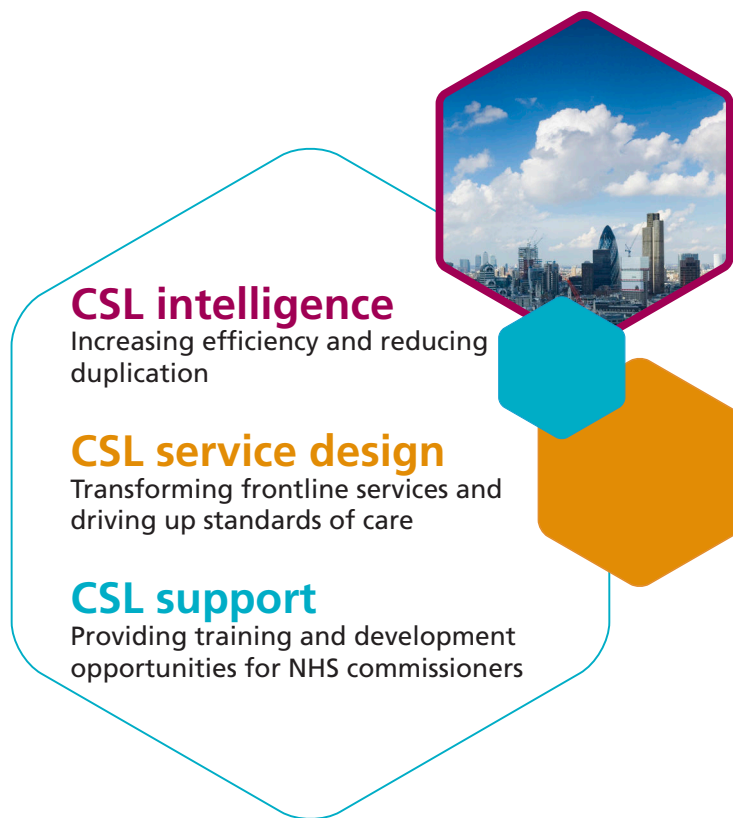 CSL intelligence
Increasing efficiency and reducing
duplication
CSL service design
Transforming frontline services and
driving up standards of care
CSL support
Providing training and development
opportunities for NHS commissioners